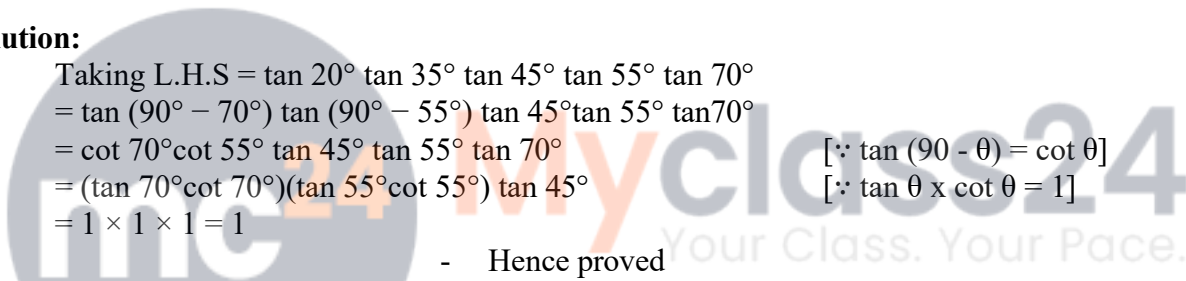 ution:
Taking L.H.S = tan 20° tan 35° tan 45° tan 55° tan 70°
= tan (90° − 70°) tan (90° − 55°) tan 45°tan 55° tan70°
= cot 70°cot 55° tan 45° tan 55° tan 70° [∵ tan (90 - θ) = cot θ]
= (tan 70°cot 70°)(tan 55°cot 55°) tan 45° [∵ tan θ x cot θ = 1]
= 1 × 1 × 1 = 1
- Hence proved
mc24 Myclass24
Your Class. Your Pace.